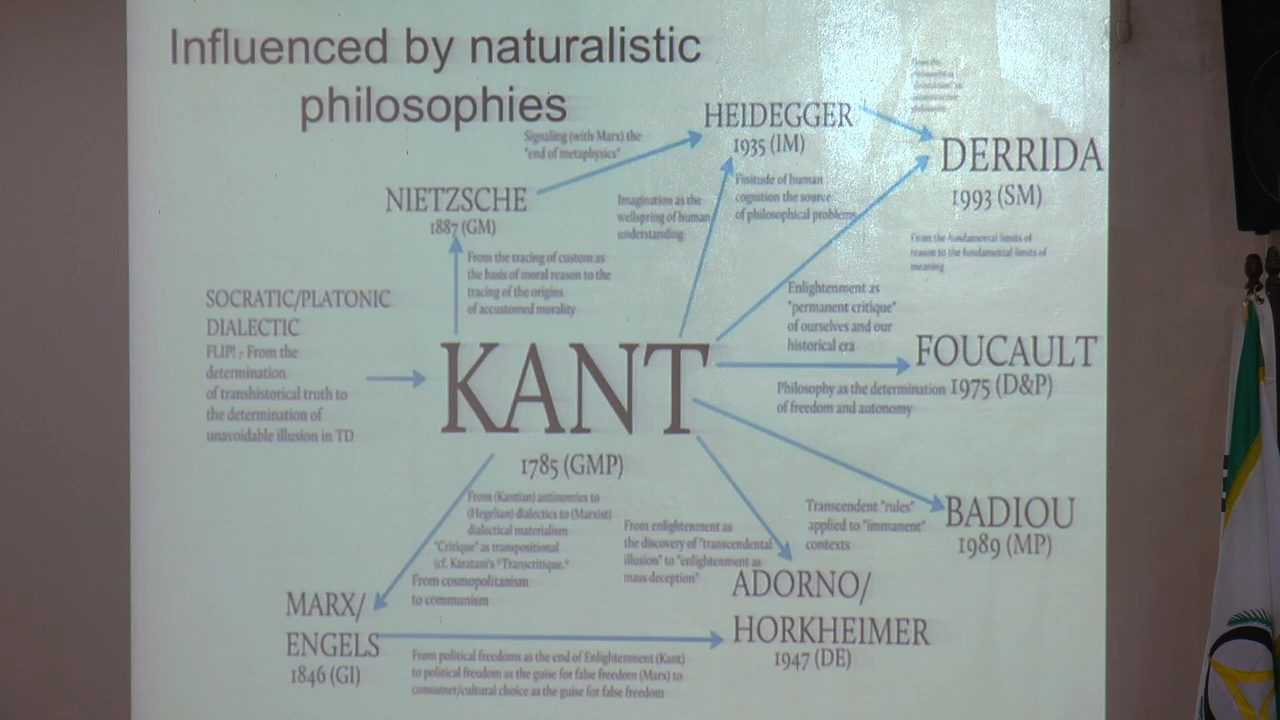 Influenced by naturalistic
philosophies
HEIDEGGER
1935 (IM)
DERRIDA
1993 (SM)
Signaling (with Marx) the
"end of metaphysics"
NIETZSCHE
1887 (GM)
Imagination as the
wellspring of human
understanding
Finitude of human
cognition the source
of philosophical problems
From the fundamental limits of
reason to the fundamental limits of
meaning
From the tracing of custom as
the basis of moral reason to the
tracing of the origins
of accustomed morality
Enlightenment as
"permanent critique"
of ourselves and our
historical era
SOCRATIC/PLATONIC
DIALECTIC
FLIP! - From the
determination
of transhistorical truth to
the determination of
unavoidable illusion in TD
KANT
1785 (GMP)
FOUCAULT
1975 (D&P)
Philosophy as the determination
of freedom and autonomy
From (Kantian) antinomies to
(Hegelian) dialectics to (Marxist)
dialectical materialism
"Critique" as transpositional
(cf. Karatani's "Transcritique."
From cosmopolitanism
to communism
From enlightenment as
the discovery of "transcendental
illusion" to "enlightenment as
mass deception"
Transcendent "rules"
applied to "immanent"
contexts
BADIOU
1989 (MP)
MARX/
ENGELS
1846 (GI)
ADORNO/
HORKHEIMER
1947 (DE)
From political freedoms as the end of Enlightenment (Kant)
to political freedom as the guise for false freedom (Marx) to
consumer/cultural choice as the guise for false freedom